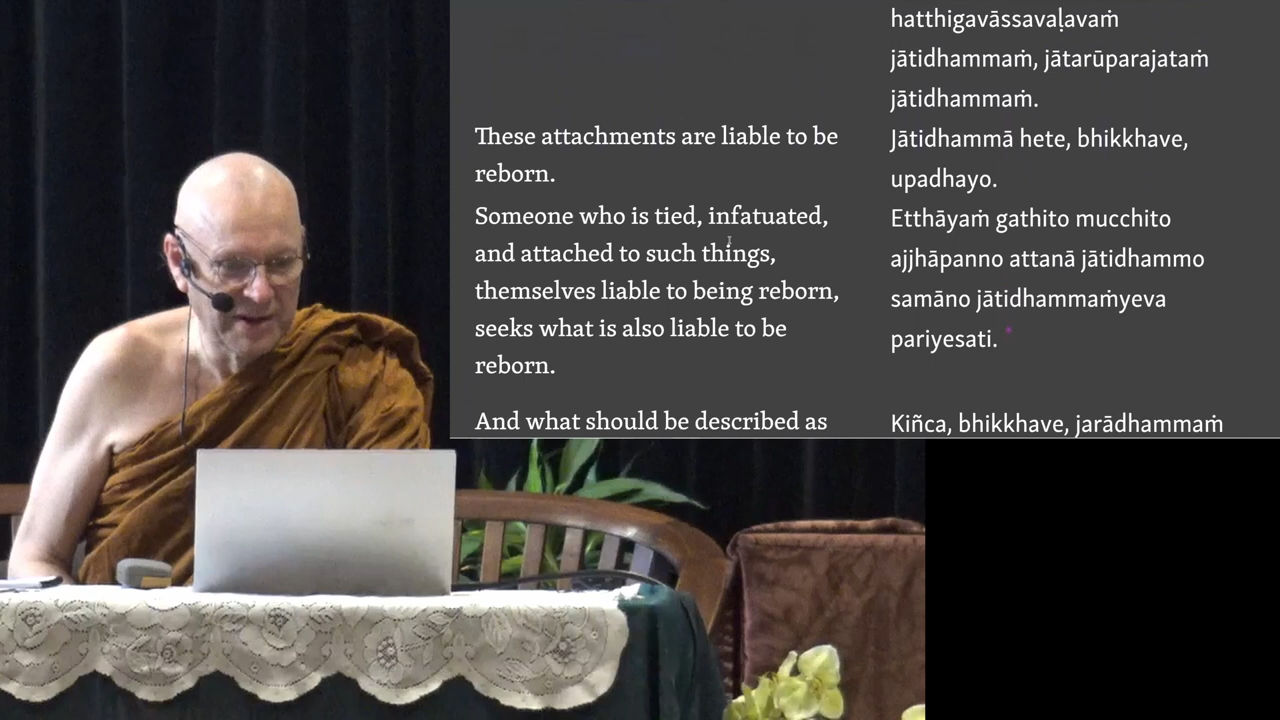 These attachments are liable to be
reborn.
Someone who is tied, infatuated,
and attached to such things,
themselves liable to being reborn,
seeks what is also liable to be
reborn.
And what should be described as
hatthigavāssavaḷavaṁ
jātidhammaṁ, jātarūparajataṁ
jātidhammaṁ.
Jātidhammā hete, bhikkhave,
upadhayo.
Etthāyaṁ gathito mucchito
ajjhāpanno attanā jātidhammo
samāno jātidhammaṁyeva
pariyesati.
Kiñca, bhikkhave, jarādhammaṁ